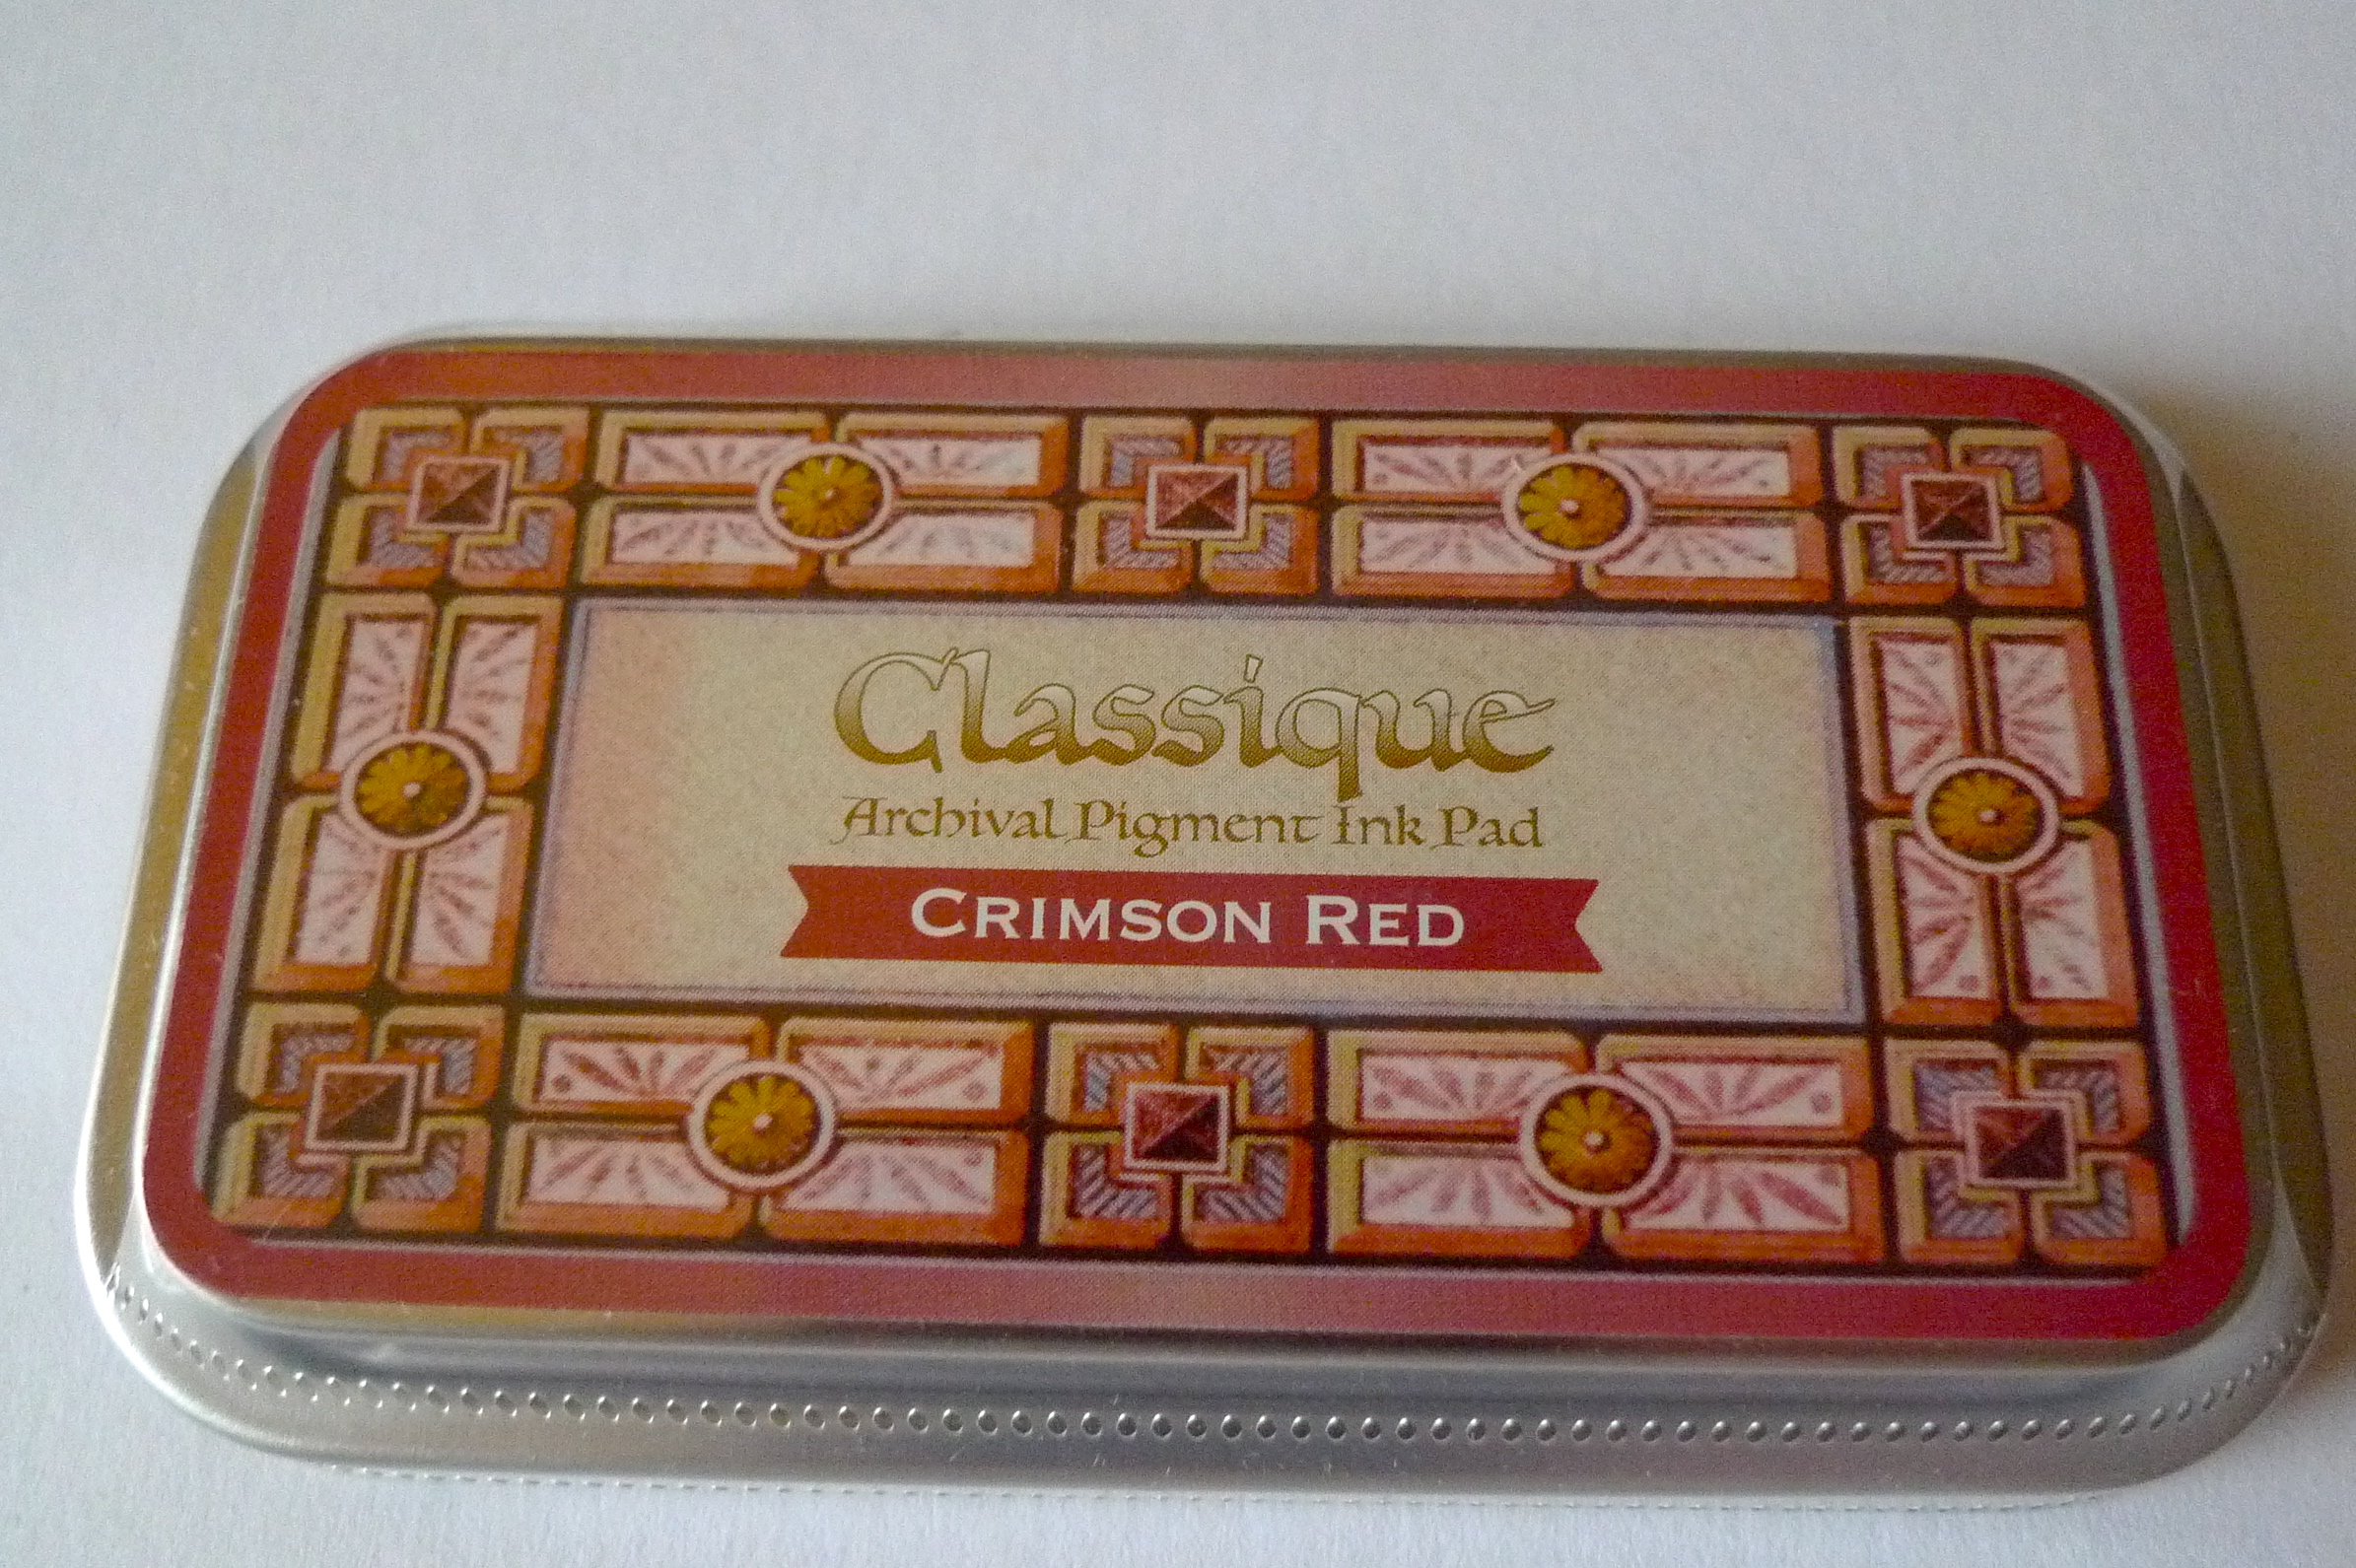 Classique
Archival Pigment Ink Pad
CRIMSON RED